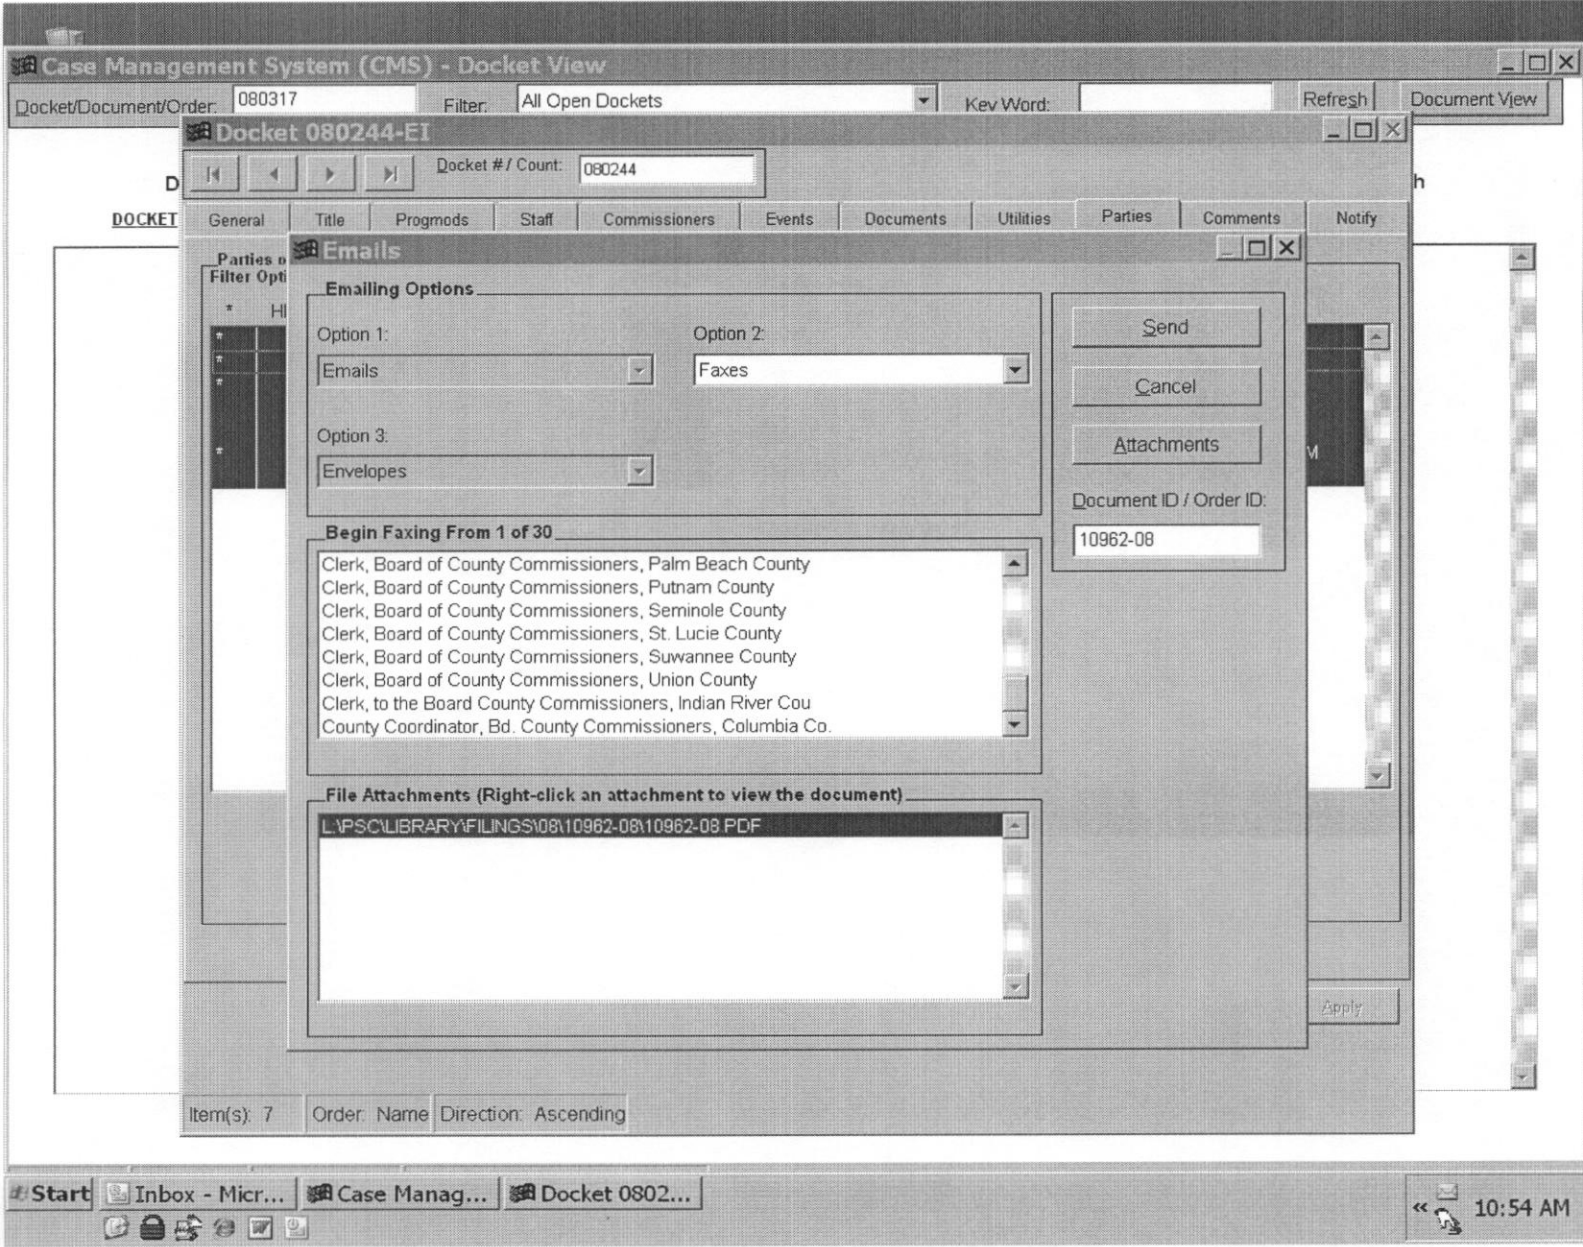 Case Management System (CMS) - Docket View
Docket/Document/Order: 080317 Filter: All Open Dockets Key Word: Refresh Document View
Docket 080244-EI
Docket # / Count: 080244
D h
DOCKET General Title Progmods Staff Commissioners Events Documents Utilities Parties Comments Notify
Emails
Parties o
Filter Opti
* HI
*
*
*
*
M
Emailing Options
Option 1: Option 2:
Emails Faxes
Option 3:
Envelopes
Send
Cancel
Attachments
Document ID / Order ID:
10962-08
Begin Faxing From 1 of 30
Clerk, Board of County Commissioners, Palm Beach County
Clerk, Board of County Commissioners, Putnam County
Clerk, Board of County Commissioners, Seminole County
Clerk, Board of County Commissioners, St. Lucie County
Clerk, Board of County Commissioners, Suwannee County
Clerk, Board of County Commissioners, Union County
Clerk, to the Board County Commissioners, Indian River Cou
County Coordinator, Bd. County Commissioners, Columbia Co.
File Attachments (Right-click an attachment to view the document)
L:\PSC\LIBRARY\FILINGS\08\10962-08\10962-08.PDF
Apply
Item(s): 7 Order: Name Direction: Ascending
Start Inbox - Micr... Case Manag... Docket 0802...
« 10:54 AM